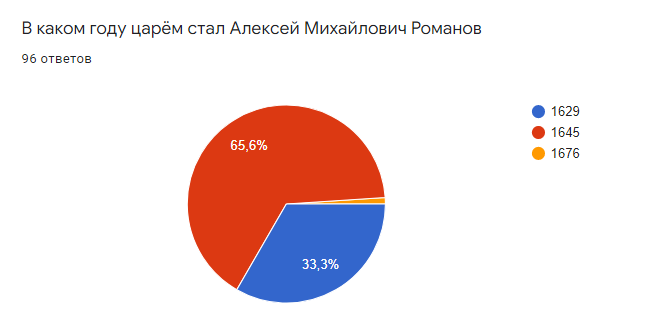 В каком году царём стал Алексей Михайлович Романов
96 ответов
1629
1645
1676
65,6%
33,3%